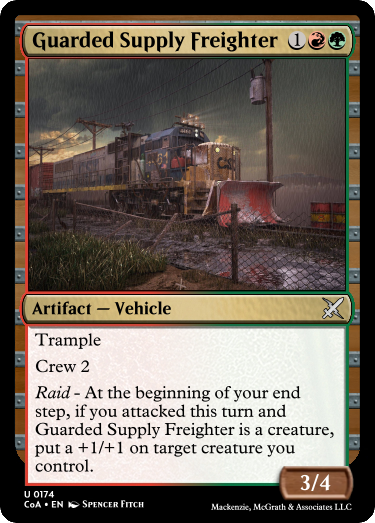 Guarded Supply Freighter 1
Artifact — Vehicle
Trample
Crew 2
Raid - At the beginning of your end
step, if you attacked this turn and
Guarded Supply Freighter is a creature,
put a +1/+1 on target creature you
control.
3/4
U 0174
CoA • EN Spencer Fitch
Mackenzie, McGrath & Associates LLC